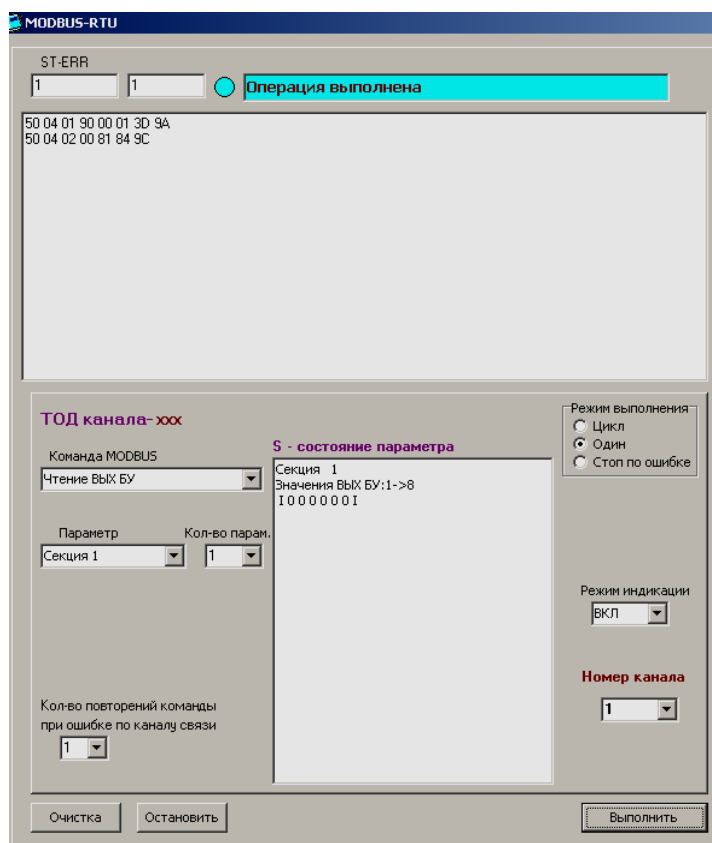 MODBUS-RTU
ST-ERR
1 1 Операция выполнена
50 04 01 90 00 01 3D 9A
50 04 02 00 81 84 9C
ТОД канала-xxx
Команда MODBUS
Чтение ВЫХ БУ
Параметр Кол-во парам.
Секция 1 1
Кол-во повторений команды
при ошибке по каналу связи
1
S - состояние параметра
Секция 1
Значения ВЫХ БУ:1->8
I 0 0 0 0 0 0 I
Режим выполнения
Цикл
Один
Стоп по ошибке
Режим индикации
ВКЛ
Номер канала
1
Очистка Остановить Выполнить